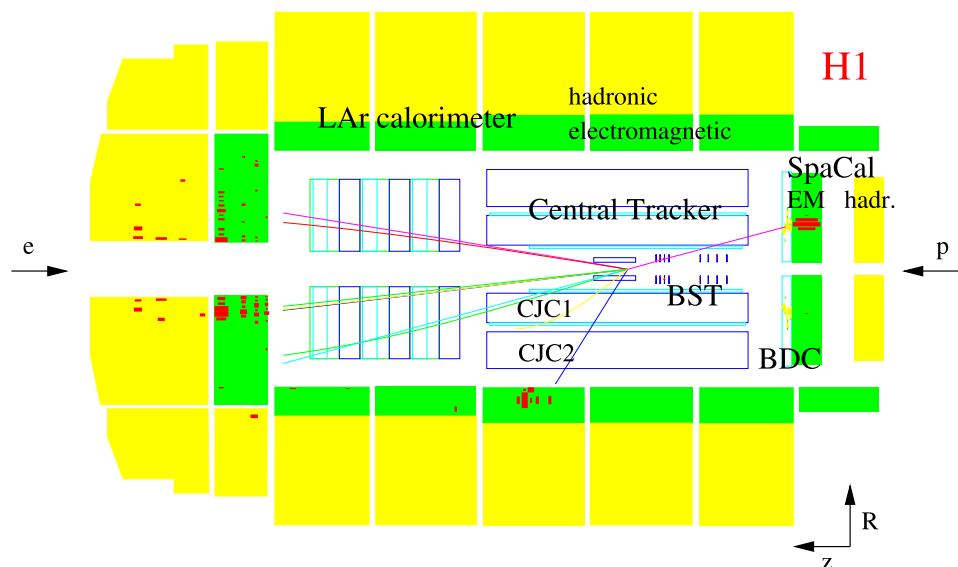 H1
hadronic
LAr calorimeter
electromagnetic
SpaCal
EM hadr.
Central Tracker
e
p
BST
CJC1
CJC2
BDC
R
z